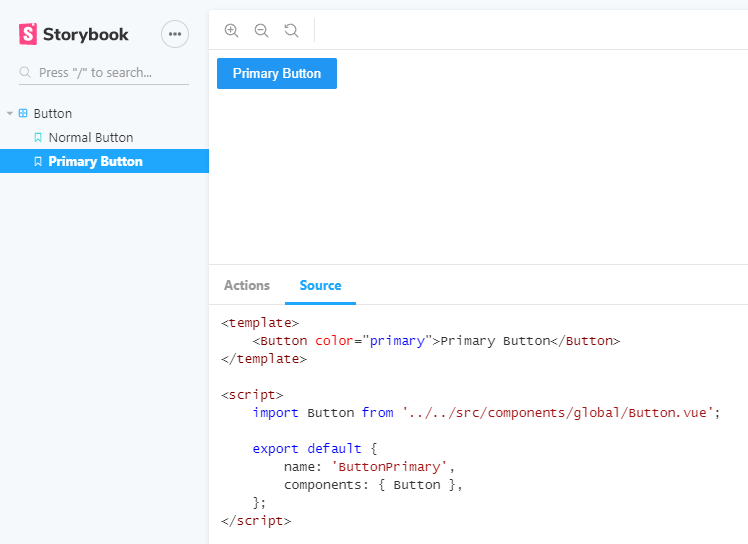 Storybook
Press "/" to search...
Button
Normal Button
Primary Button
Primary Button
Actions
Source
<template>
    <Button color="primary">Primary Button</Button>
</template>

<script>
    import Button from '../../src/components/global/Button.vue';

    export default {
        name: 'ButtonPrimary',
        components: { Button },
    };
</script>